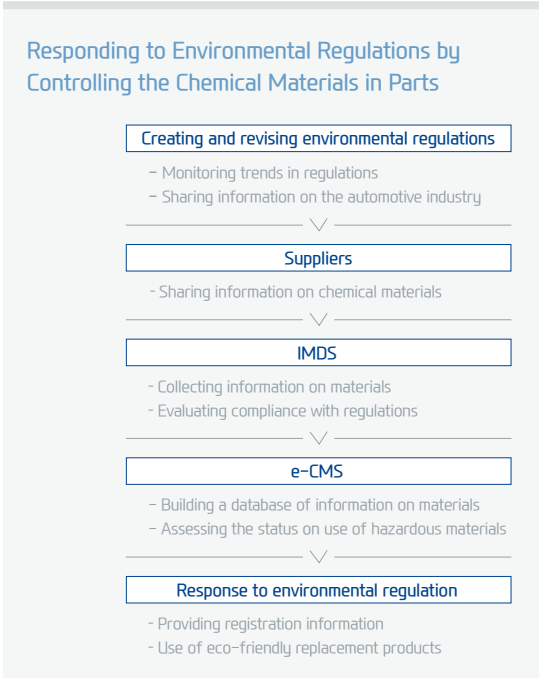 Responding to Environmental Regulations by
Controlling the Chemical Materials in Parts
Creating and revising environmental regulations
– Monitoring trends in regulations
– Sharing information on the automotive industry
Suppliers
- Sharing information on chemical materials
IMDS
- Collecting information on materials
- Evaluating compliance with regulations
e-CMS
– Building a database of information on materials
– Assessing the status on use of hazardous materials
Response to environmental regulation
- Providing registration information
- Use of eco-friendly replacement products